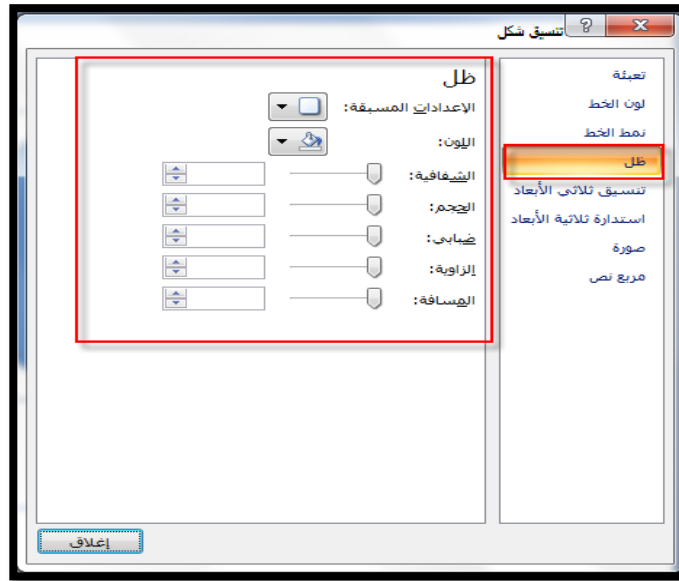 تنسيق شكل
تعبئة
لون الخط
نمط الخط
ظل
تنسيق ثلاثي الأبعاد
استدارة ثلاثية الأبعاد
صورة
مربع نص
ظل
الإعدادات المسبقة:
اللون:
الشفافية:
الحجم:
ضبابي:
الزاوية:
المسافة:
إغلاق